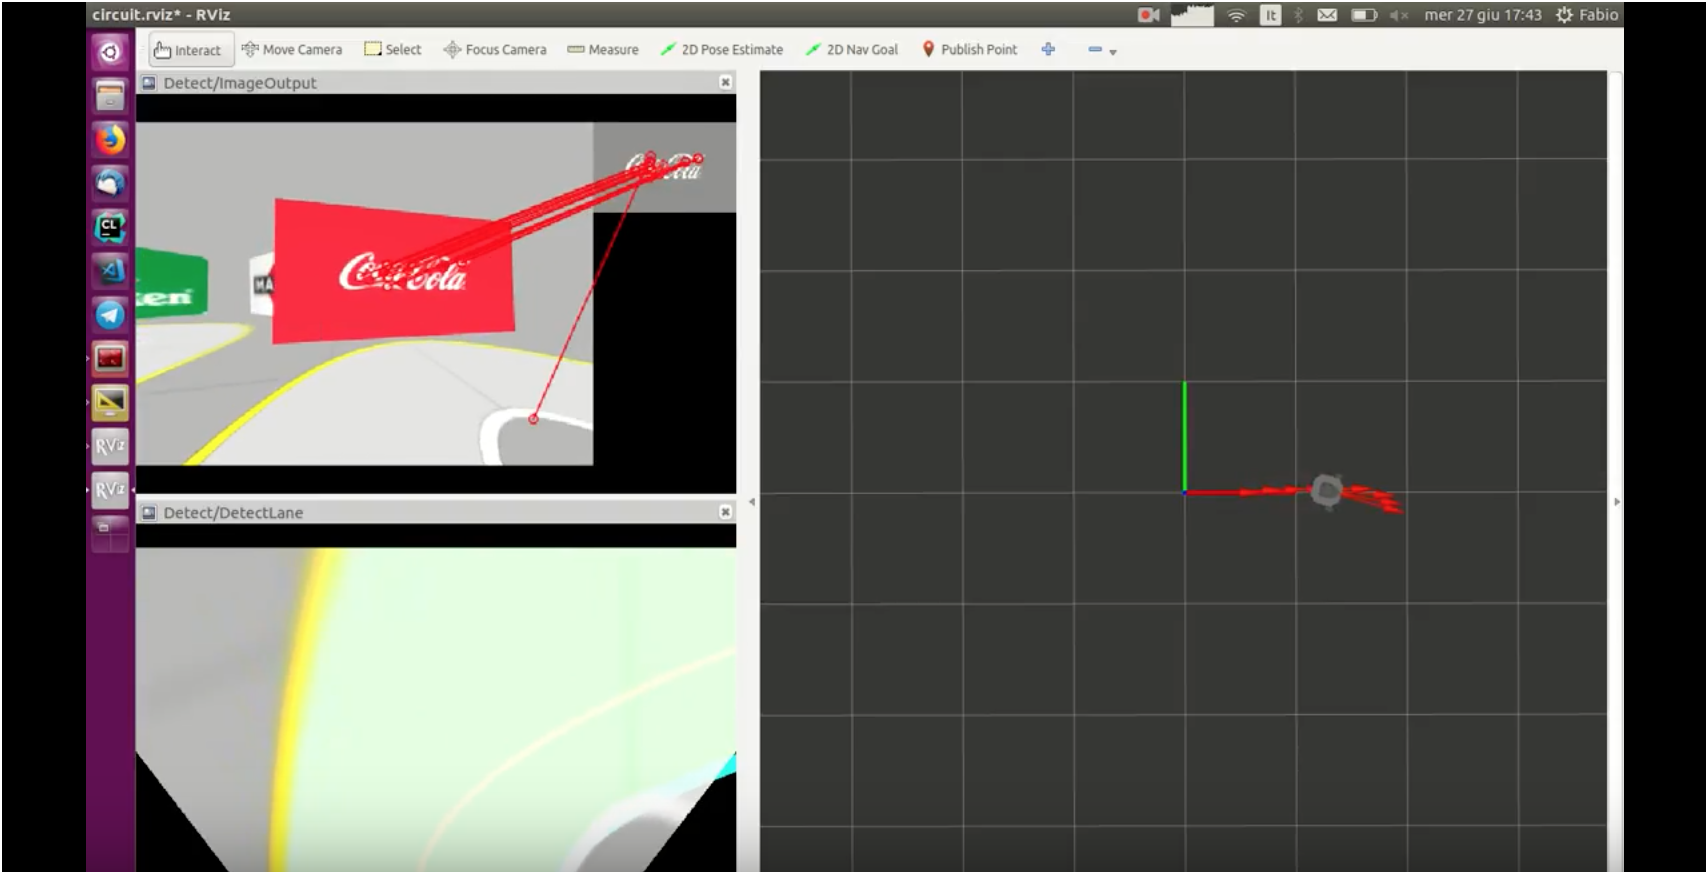 circuit.rviz* - RViz
It
mer 27 giu 17:43
Fabio
Interact
Move Camera
Select
Focus Camera
Measure
2D Pose Estimate
2D Nav Goal
Publish Point
Detect/ImageOutput
Coca-Cola
Coca-Cola
ken
MA
CL
RViz
RViz
Detect/DetectLane